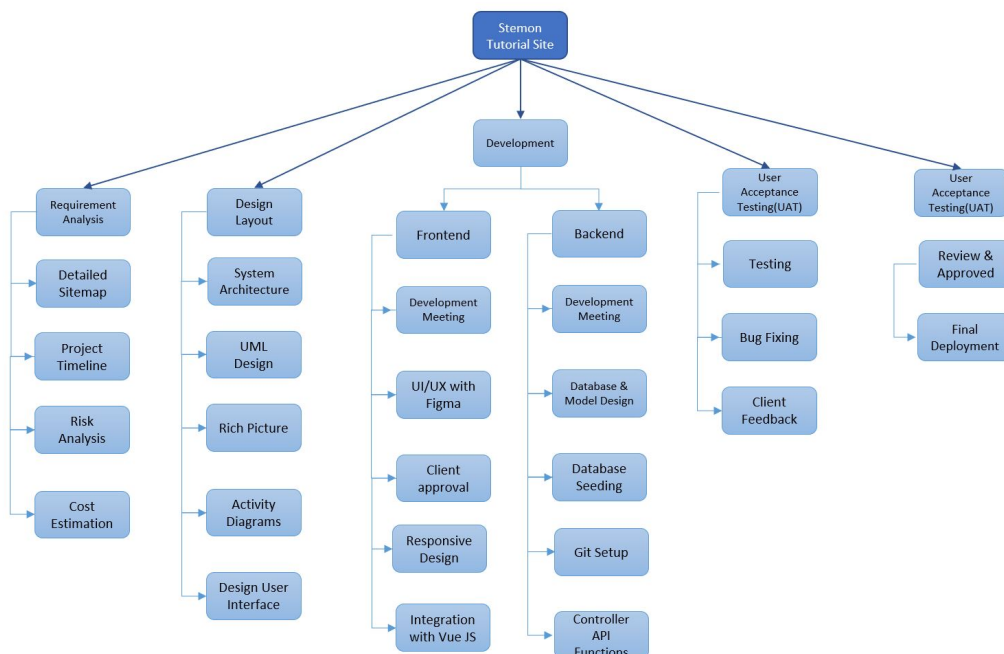 Stemon
Tutorial Site
Development
Requirement
Analysis
Detailed
Sitemap
Project
Timeline
Risk
Analysis
Cost
Estimation
Design
Layout
System
Architecture
UML
Design
Rich Picture
Activity
Diagrams
Design User
Interface
Frontend
Development
Meeting
UI/UX with
Figma
Client
approval
Responsive
Design
Integration
with Vue JS
Backend
Development
Meeting
Database &
Model Design
Database
Seeding
Git Setup
Controller
API
Functions
User
Acceptance
Testing(UAT)
Testing
Bug Fixing
Client
Feedback
User
Acceptance
Testing(UAT)
Review &
Approved
Final
Deployment